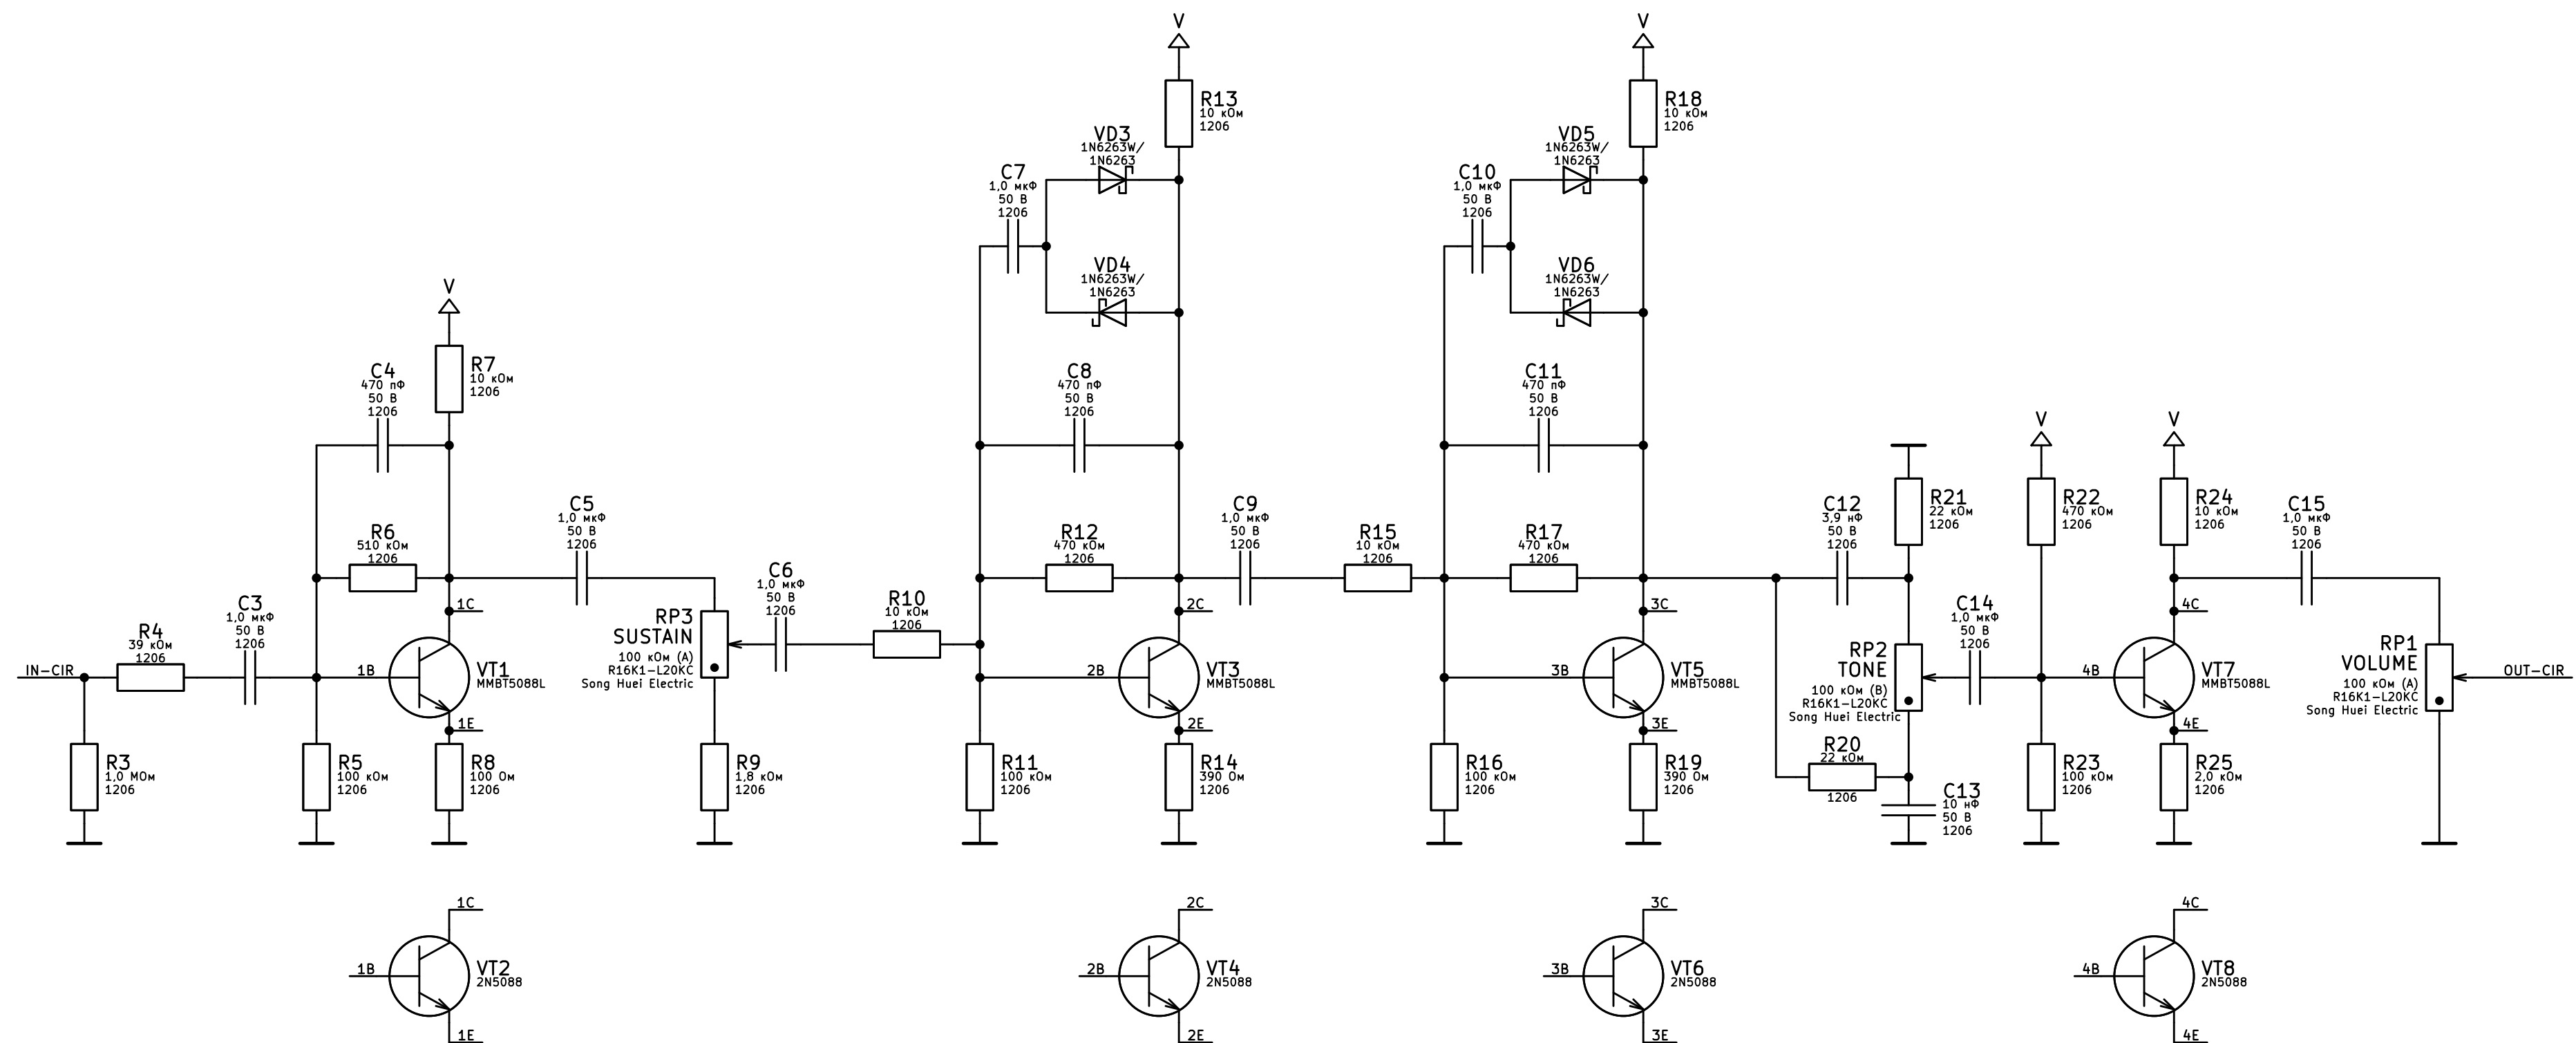 V
V
R13
10 кОм
1206
R18
10 кОм
1206
VD3
1N6263W/
1N6263
VD5
1N6263W/
1N6263
C7
1,0 мкФ
50 В
1206
C10
1,0 мкФ
50 В
1206
VD4
1N6263W/
1N6263
VD6
1N6263W/
1N6263
V
R7
10 кОм
1206
C4
470 пФ
50 В
1206
C8
470 пФ
50 В
1206
C11
470 пФ
50 В
1206
V
V
R6
510 кОм
1206
C5
1,0 мкФ
50 В
1206
R12
470 кОм
1206
C9
1,0 мкФ
50 В
1206
R15
10 кОм
1206
R17
470 кОм
1206
C12
3,9 нФ
50 В
1206
R21
22 кОм
1206
R22
470 кОм
1206
R24
10 кОм
1206
C15
1,0 мкФ
50 В
1206
IN-CIR
R4
39 кОм
1206
C3
1,0 мкФ
50 В
1206
1C
1B
VT1
MMBT5088L
1E
RP3
SUSTAIN
100 кОм (A)
R16K1-L20KC
Song Huei Electric
C6
1,0 мкФ
50 В
1206
R10
10 кОм
1206
2C
2B
VT3
MMBT5088L
2E
3C
3B
VT5
MMBT5088L
3E
RP2
TONE
100 кОм (B)
R16K1-L20KC
Song Huei Electric
C14
1,0 мкФ
50 В
1206
4C
4B
VT7
MMBT5088L
4E
RP1
VOLUME
100 кОм (A)
R16K1-L20KC
Song Huei Electric
OUT-CIR
R3
1,0 МОм
1206
R5
100 кОм
1206
R8
100 Ом
1206
R9
1,8 кОм
1206
R11
100 кОм
1206
R14
390 Ом
1206
R16
100 кОм
1206
R19
390 Ом
1206
R20
22 кОм
1206
C13
10 нФ
50 В
1206
R23
100 кОм
1206
R25
2,0 кОм
1206
1C
1B
VT2
2N5088
1E
2C
2B
VT4
2N5088
2E
3C
3B
VT6
2N5088
3E
4C
4B
VT8
2N5088
4E